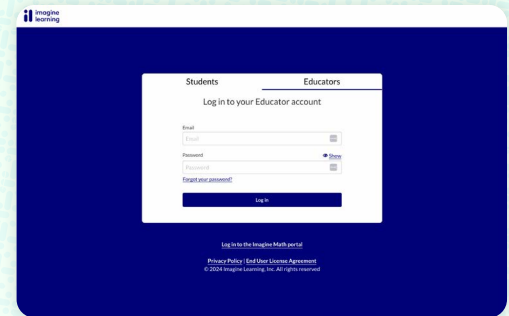 imagine
learning
Students Educators
Log in to your Educator account
Email
Email
Password Show
Password
Forgot your password?
Log in
Log in to the Imagine Math portal
Privacy Policy | End User License Agreement
© 2024 Imagine Learning, Inc. All rights reserved